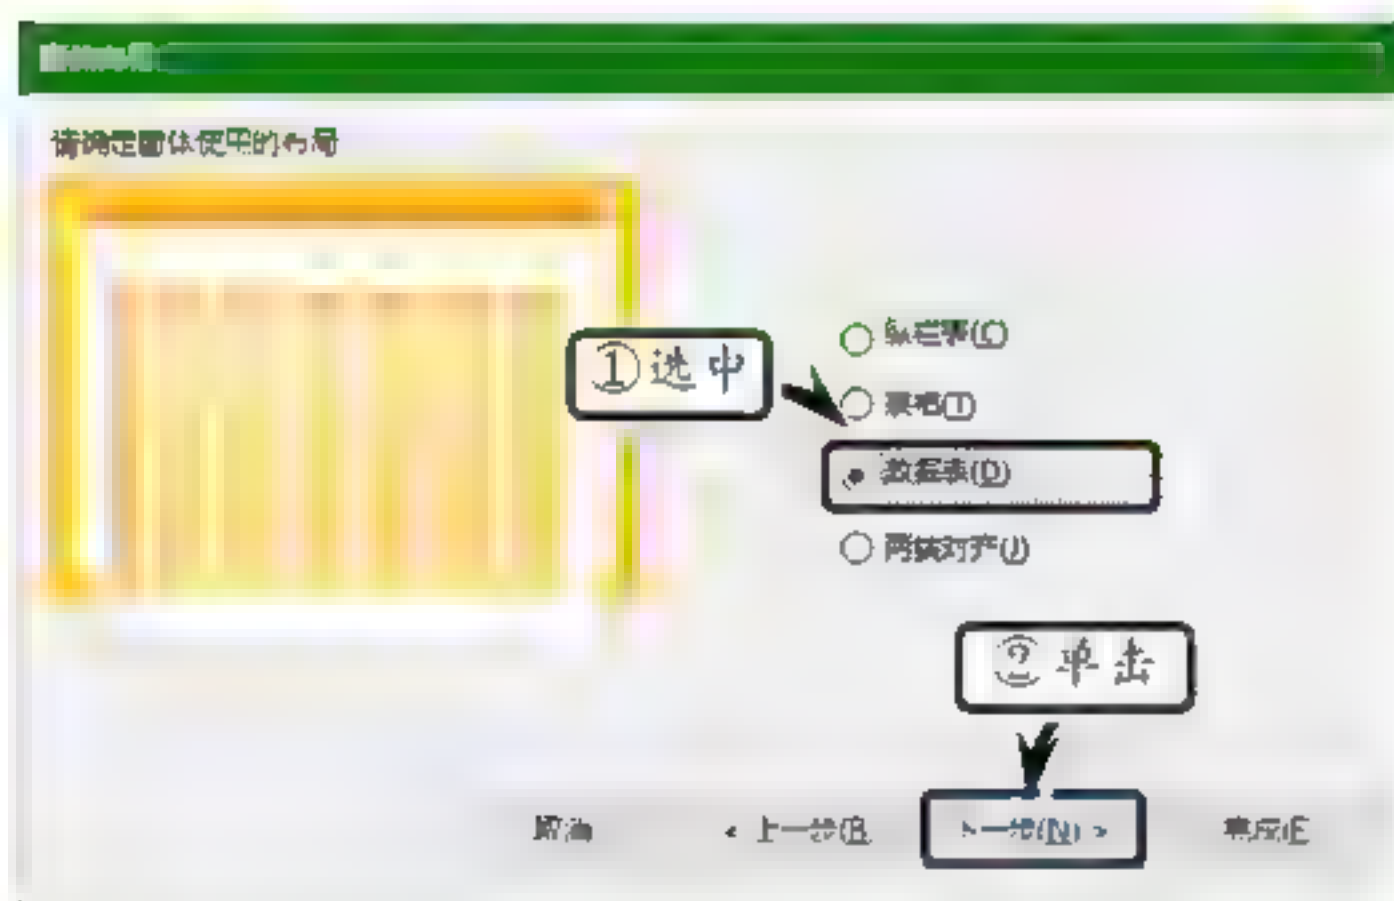 请确定窗体使用的布局
①选中
纵栏表(C)
表格(T)
数据表(D)
两端对齐(J)
②单击
取消
< 上一步(B
下一步(N) >
完成(F